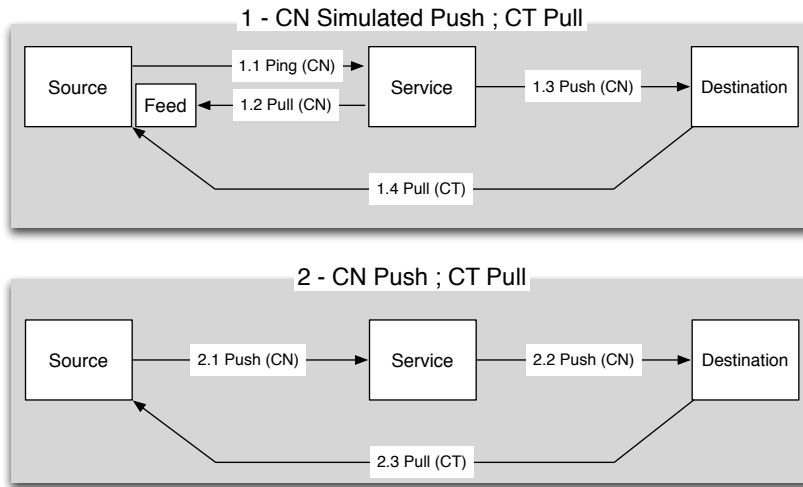 1 - CN Simulated Push ; CT Pull
1.1 Ping (CN)
Source
Feed
1.2 Pull (CN)
Service
1.3 Push (CN)
Destination
1.4 Pull (CT)
2 - CN Push ; CT Pull
Source
2.1 Push (CN)
Service
2.2 Push (CN)
Destination
2.3 Pull (CT)